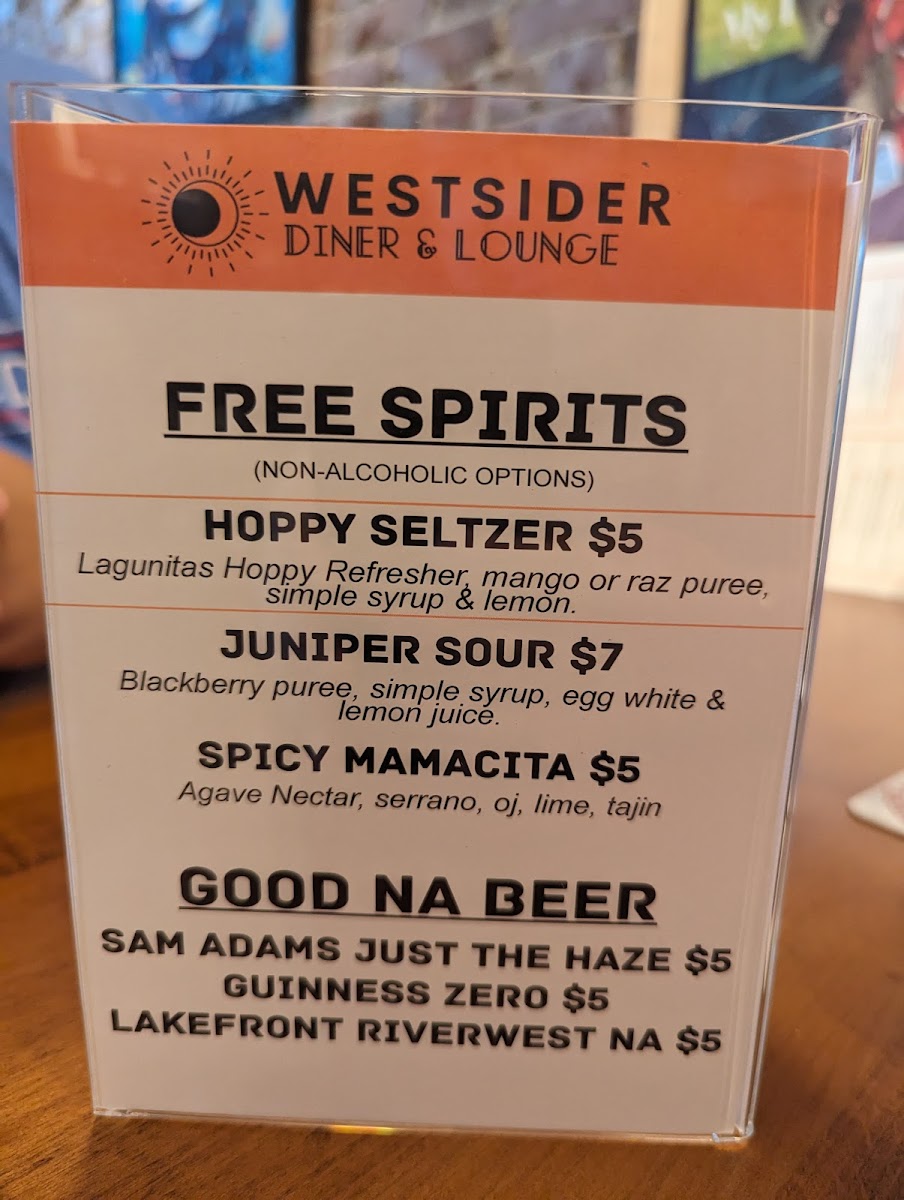 WESTSIDER
DINER & LOUNGE
FREE SPIRITS
(NON-ALCOHOLIC OPTIONS)
HOPPY SELTZER $5
Lagunitas Hoppy Refresher, mango or raz puree,
simple syrup & lemon.
JUNIPER SOUR $7
Blackberry puree, simple syrup, egg white &
lemon juice.
SPICY MAMACITA $5
Agave Nectar, serrano, oj, lime, tajin
GOOD NA BEER
SAM ADAMS JUST THE HAZE $5
GUINNESS ZERO $5
LAKEFRONT RIVERWEST NA $5